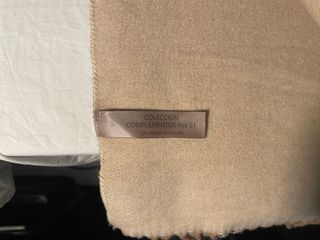 COLECCIÓN
COMPLEMENTOS INV 21